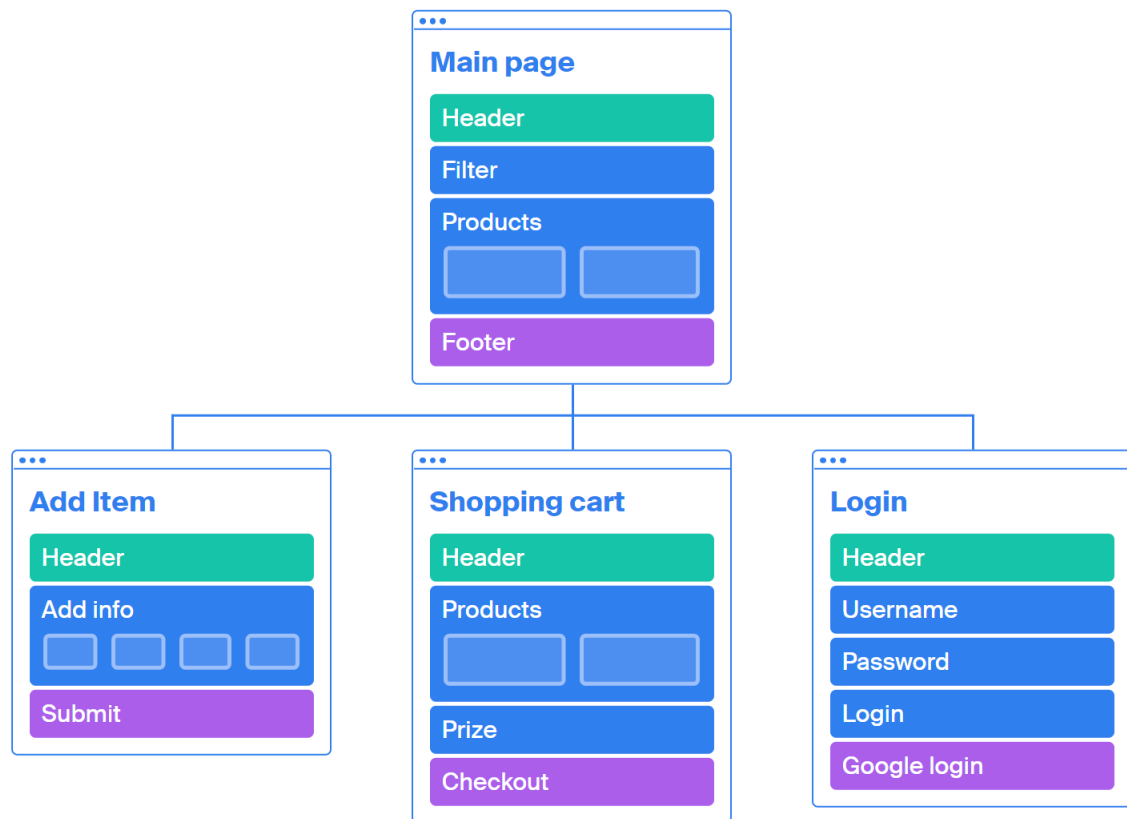 Main page
Header
Filter
Products
Footer
Add Item
Header
Add info
Submit
Shopping cart
Header
Products
Prize
Checkout
Login
Header
Username
Password
Login
Google login